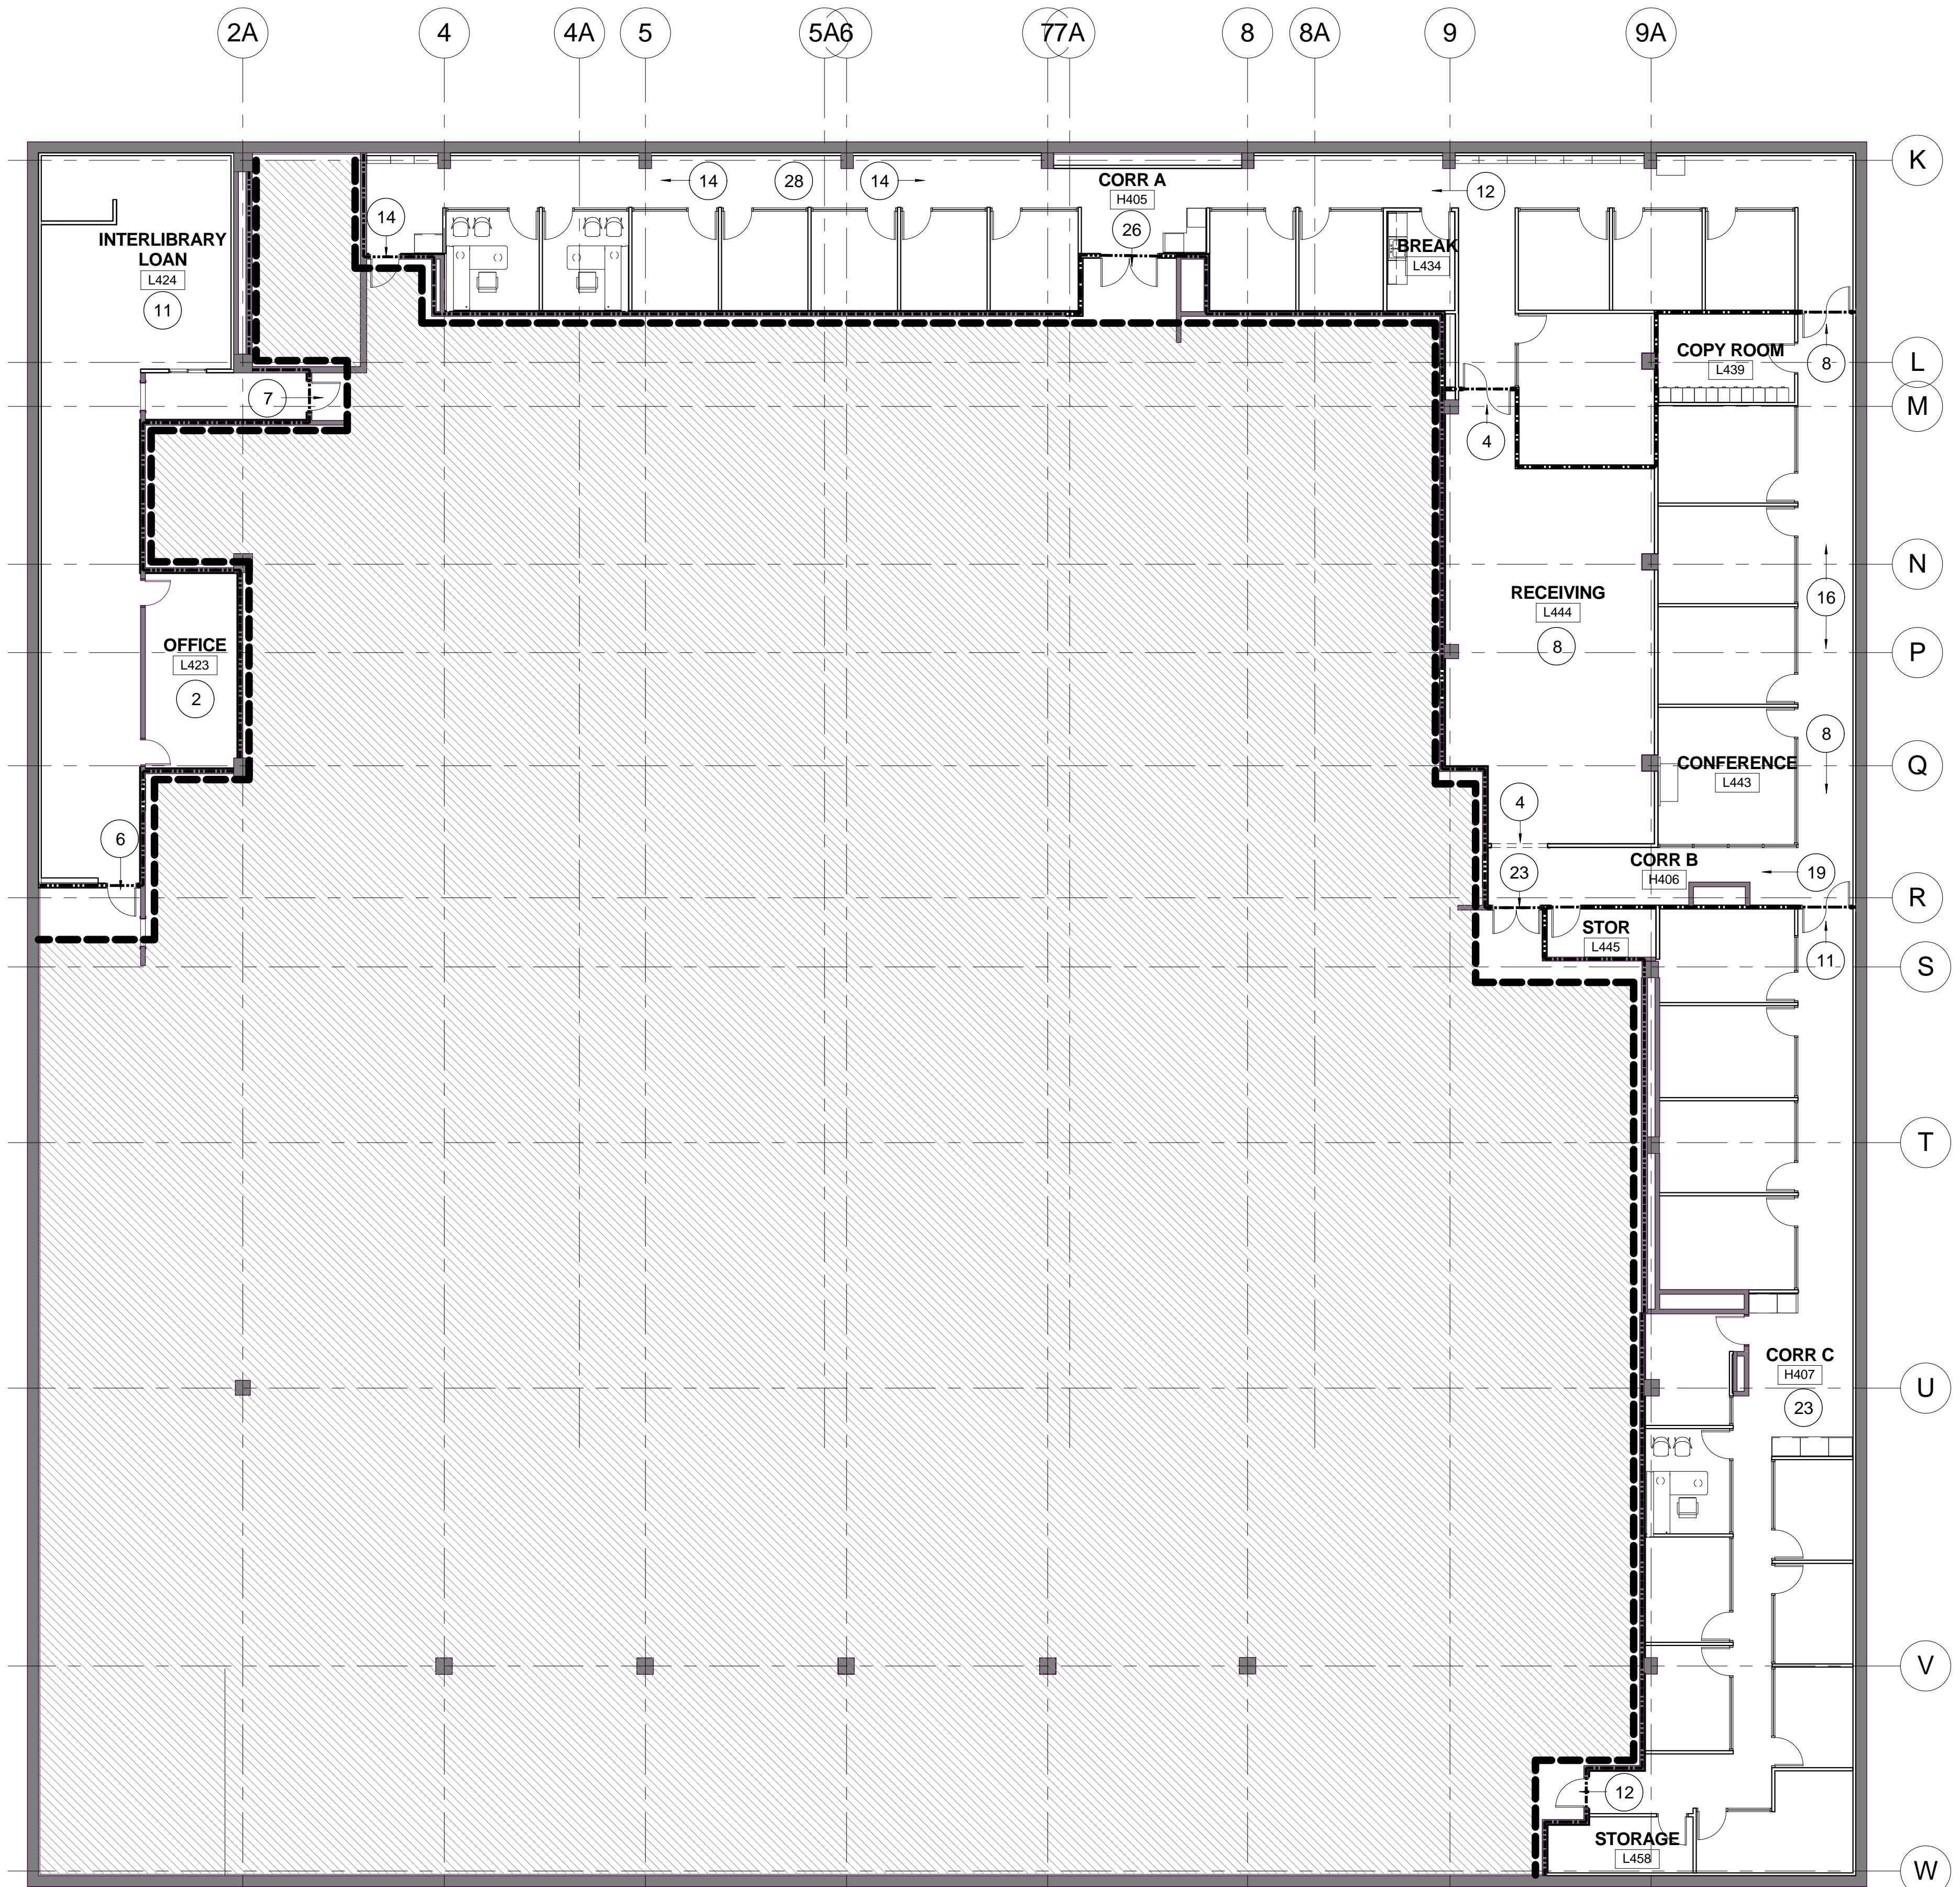 2A
4
4A
5
5A
6
7
7A
8
8A
9
9A
K
14
28
14
CORR A
H405
12
14
26
INTERLIBRARY
LOAN
L424
11
BREAK
L434
COPY ROOM
L439
8
L
7
M
4
N
RECEIVING
L444
8
16
OFFICE
L423
2
P
8
CONFERENCE
L443
Q
4
6
CORR B
H406
23
19
R
STOR
L445
11
S
T
CORR C
H407
23
U
V
12
STORAGE
L458
W